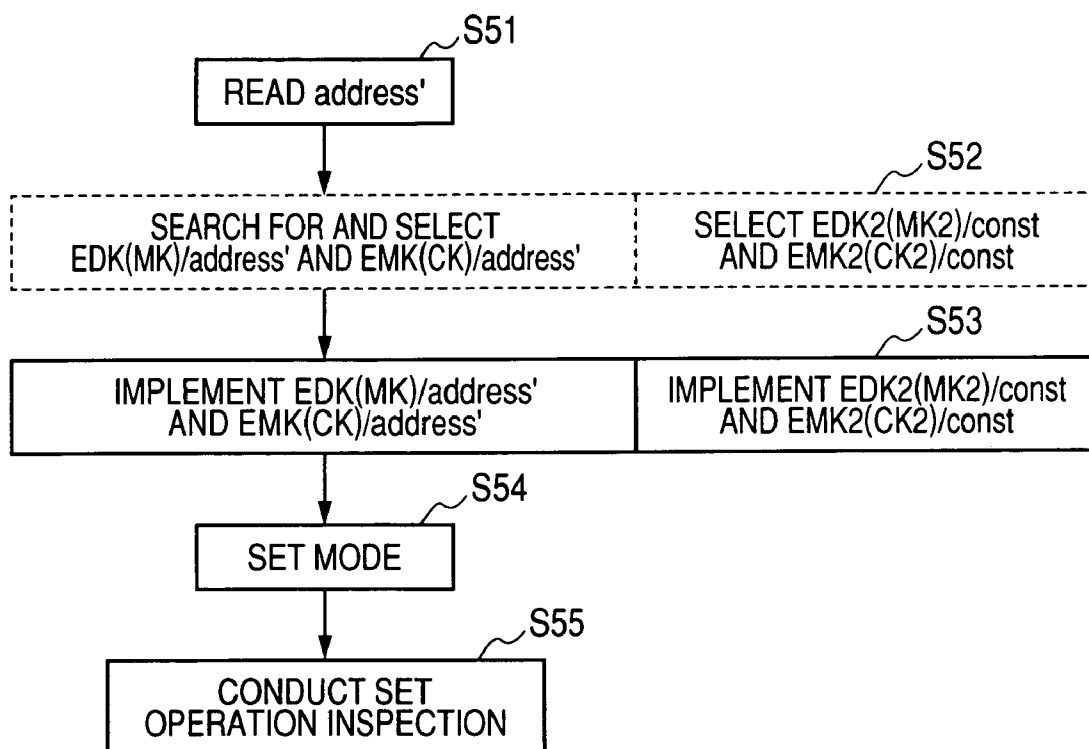 S51
READ address'
S52
SEARCH FOR AND SELECT
EDK(MK)/address' AND EMK(CK)/address'
SELECT EDK2(MK2)/const
AND EMK2(CK2)/const
S53
IMPLEMENT EDK(MK)/address'
AND EMK(CK)/address'
IMPLEMENT EDK2(MK2)/const
AND EMK2(CK2)/const
S54
SET MODE
S55
CONDUCT SET
OPERATION INSPECTION